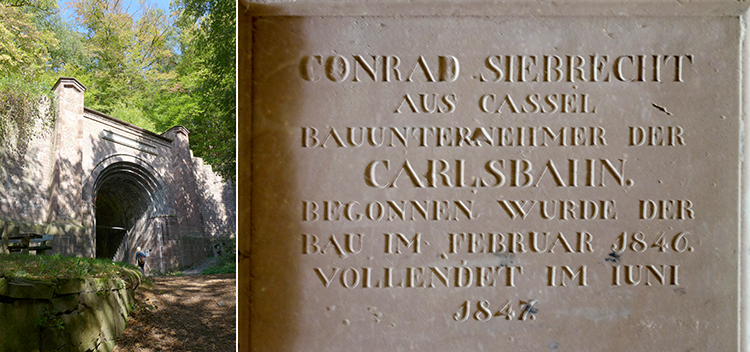 CONRAD SIEBRECHT
AUS CASSEL
BAUUNTERNEHMER DER
CARLSBAHN.
BEGONNEN WURDE DER
BAU IM FEBRUAR 1846.
VOLLENDET IM IUNI
1847.